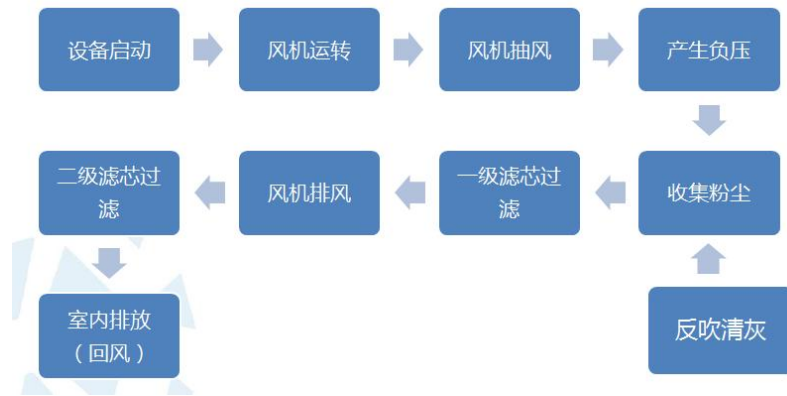 设备启动
风机运转
风机抽风
产生负压
二级滤芯过
滤
风机排风
一级滤芯过
滤
收集粉尘
室内排放
（回风）
反吹清灰